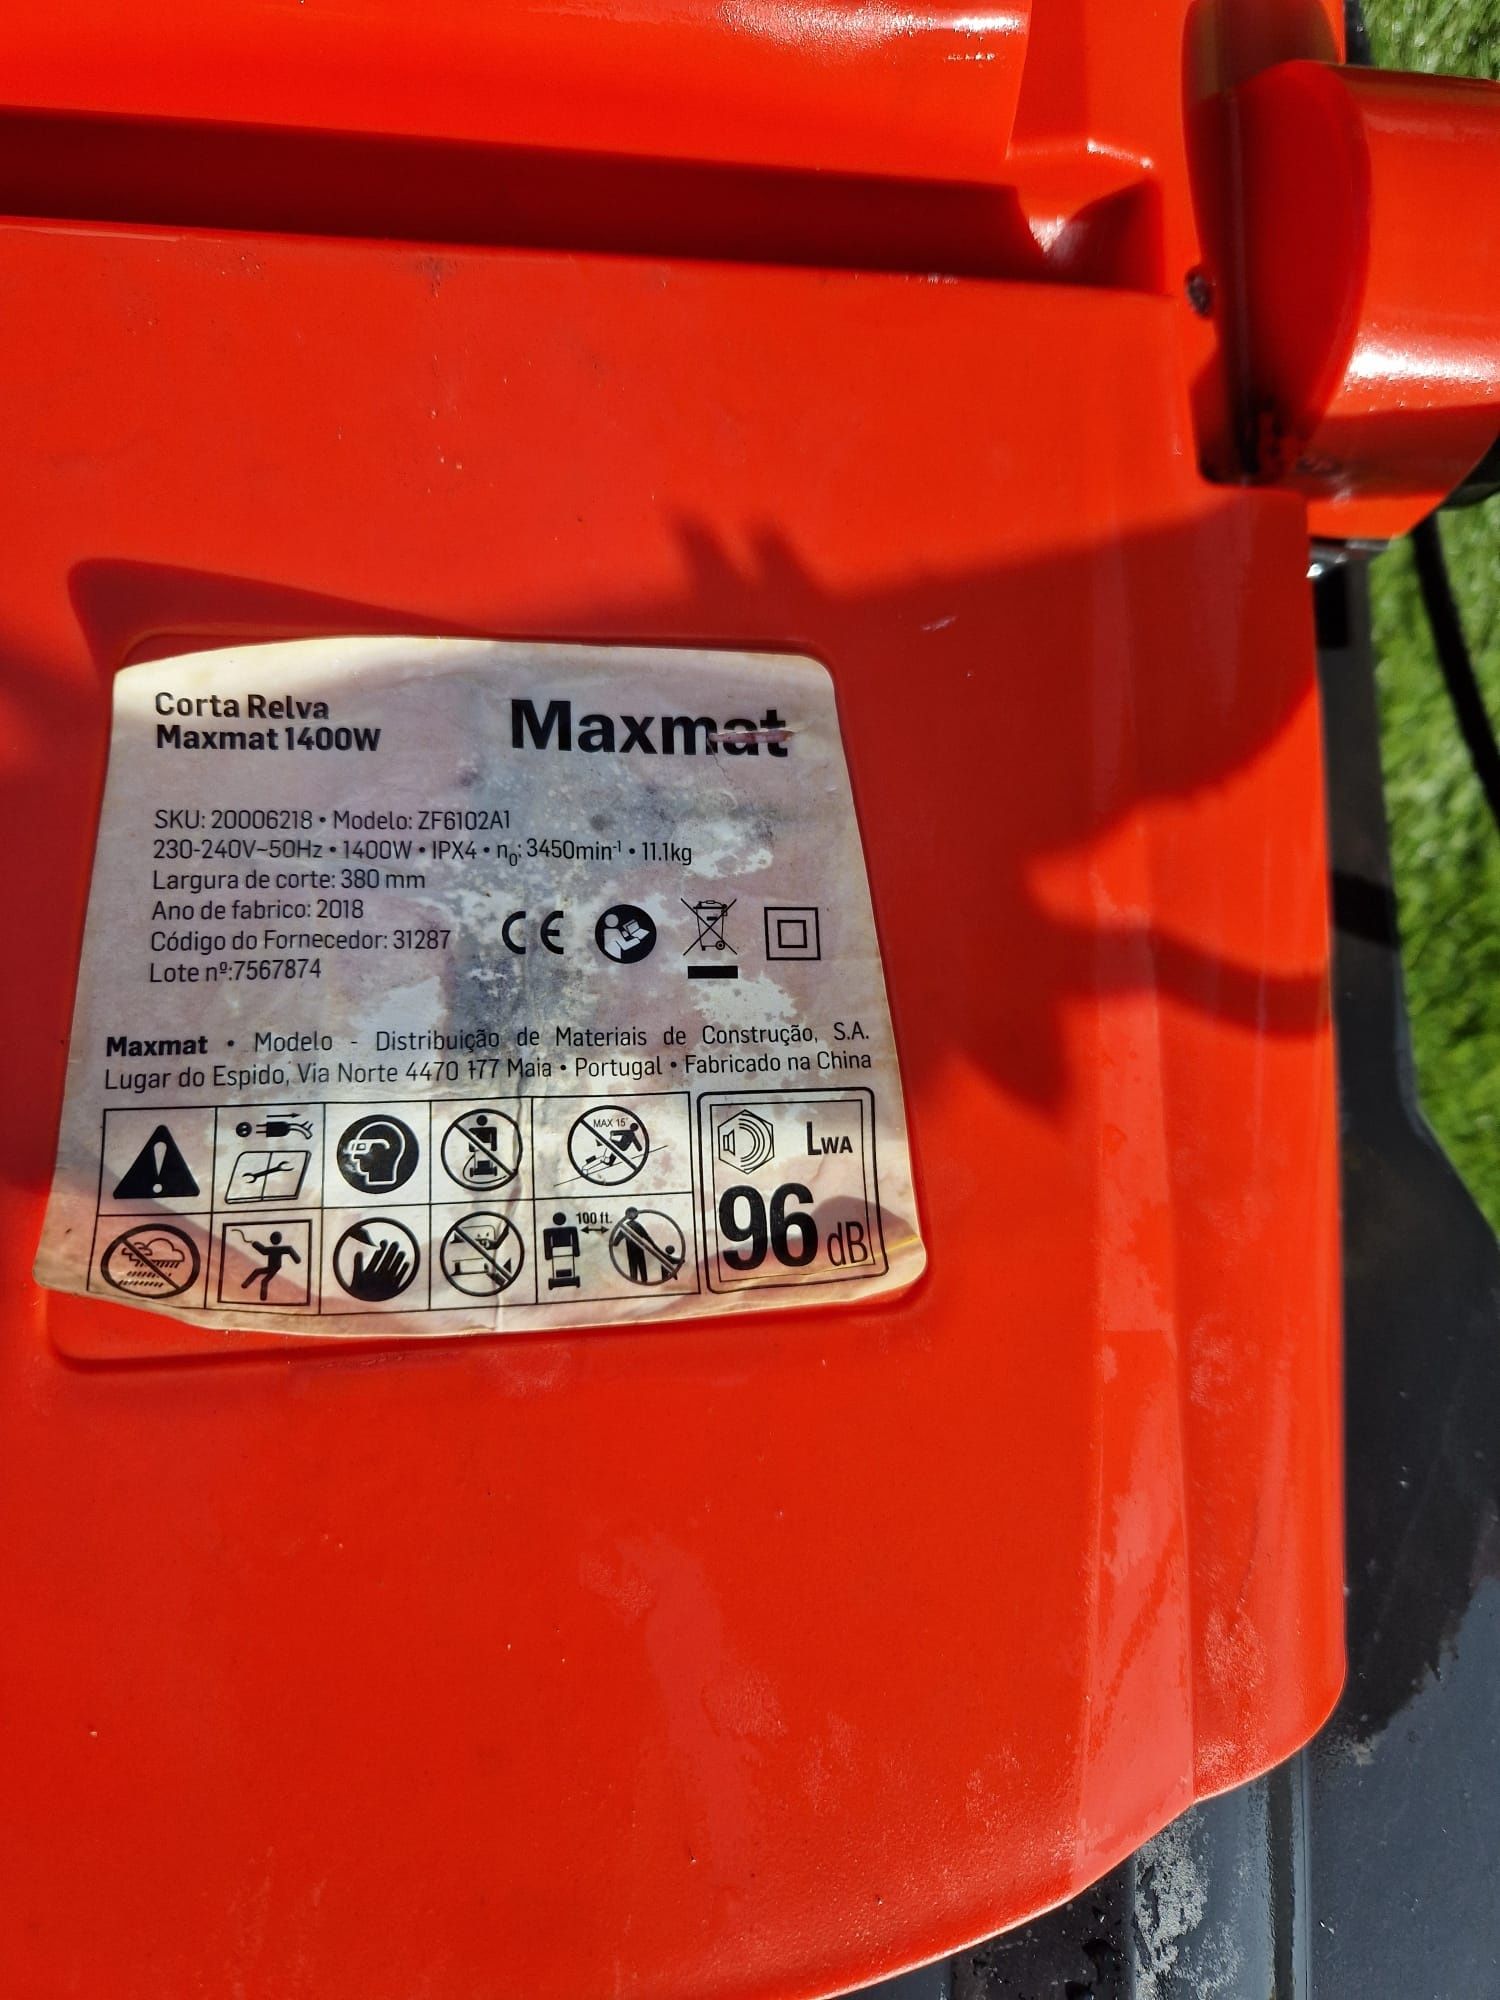 Corta Relva
Maxmat 1400W
Maxmat
SKU: 20006218 • Modelo: ZF6102A1
230-240V~50Hz • 1400W • IPX4 • n₀: 3450min⁻¹ • 11.1kg
Largura de corte: 380 mm
Ano de fabrico: 2018
Código do Fornecedor: 31287
Lote nº:7567874
CE
Maxmat • Modelo - Distribuição de Materiais de Construção, S.A.
Lugar do Espido, Via Norte 4470 177 Maia • Portugal • Fabricado na China
MAX 15°
LWA
96 dB
100 ft.